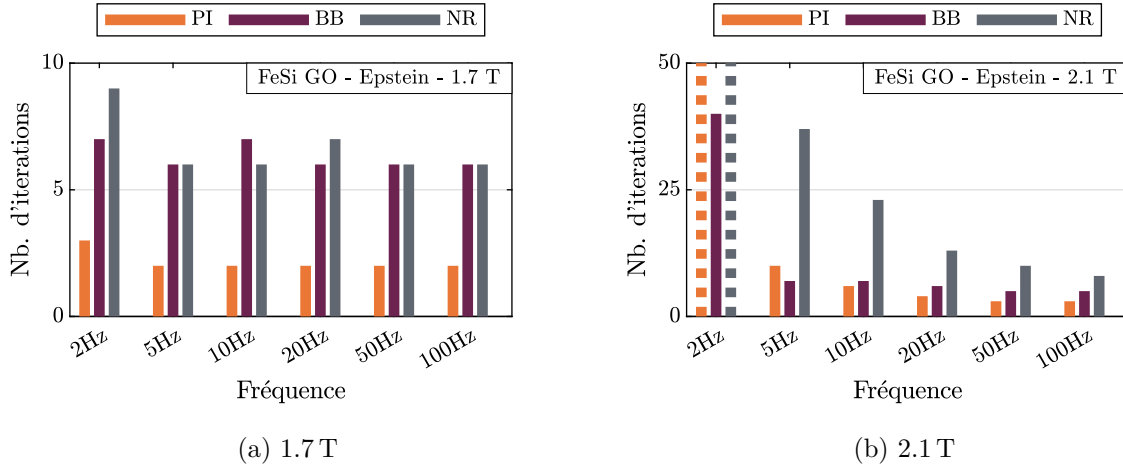 PI BB NR
FeSi GO - Epstein - 1.7 T
Nb. d'iterations
10
5
0
2Hz 5Hz 10Hz 20Hz 50Hz 100Hz
Fréquence
(a) 1.7 T
PI BB NR
FeSi GO - Epstein - 2.1 T
Nb. d'iterations
50
25
0
2Hz 5Hz 10Hz 20Hz 50Hz 100Hz
Fréquence
(b) 2.1 T